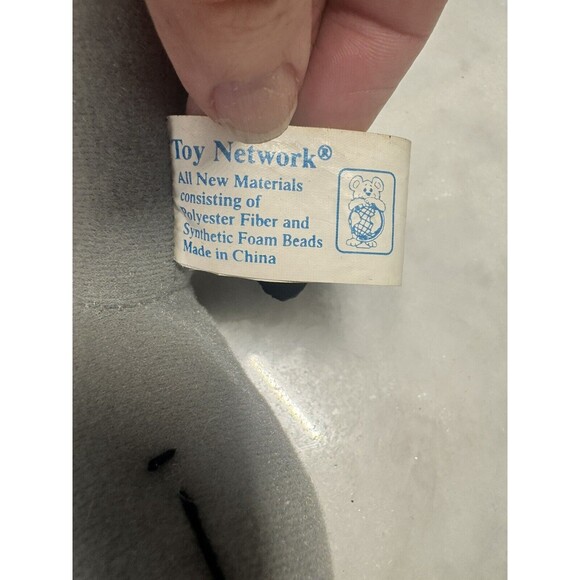 Toy Network®
All New Materials
consisting of
Polyester Fiber and
Synthetic Foam Beads
Made in China